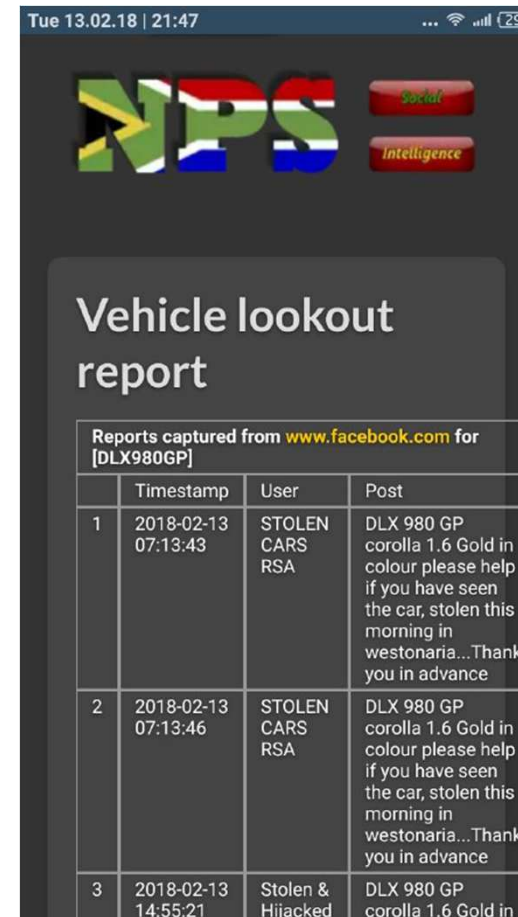 Tue 13.02.18 | 21:47 ...
NPS
Social
Intelligence
Vehicle lookout
report
Reports captured from www.facebook.com for
[DLX980GP]
Timestamp User Post
1 2018-02-13 STOLEN DLX 980 GP
07:13:43 CARS corolla 1.6 Gold in
RSA colour please help
if you have seen
the car, stolen this
morning in
westonaria...Thank
you in advance
2 2018-02-13 STOLEN DLX 980 GP
07:13:46 CARS corolla 1.6 Gold in
RSA colour please help
if you have seen
the car, stolen this
morning in
westonaria...Thank
you in advance
3 2018-02-13 Stolen & DLX 980 GP
14:55:21 Hijacked corolla 1.6 Gold in